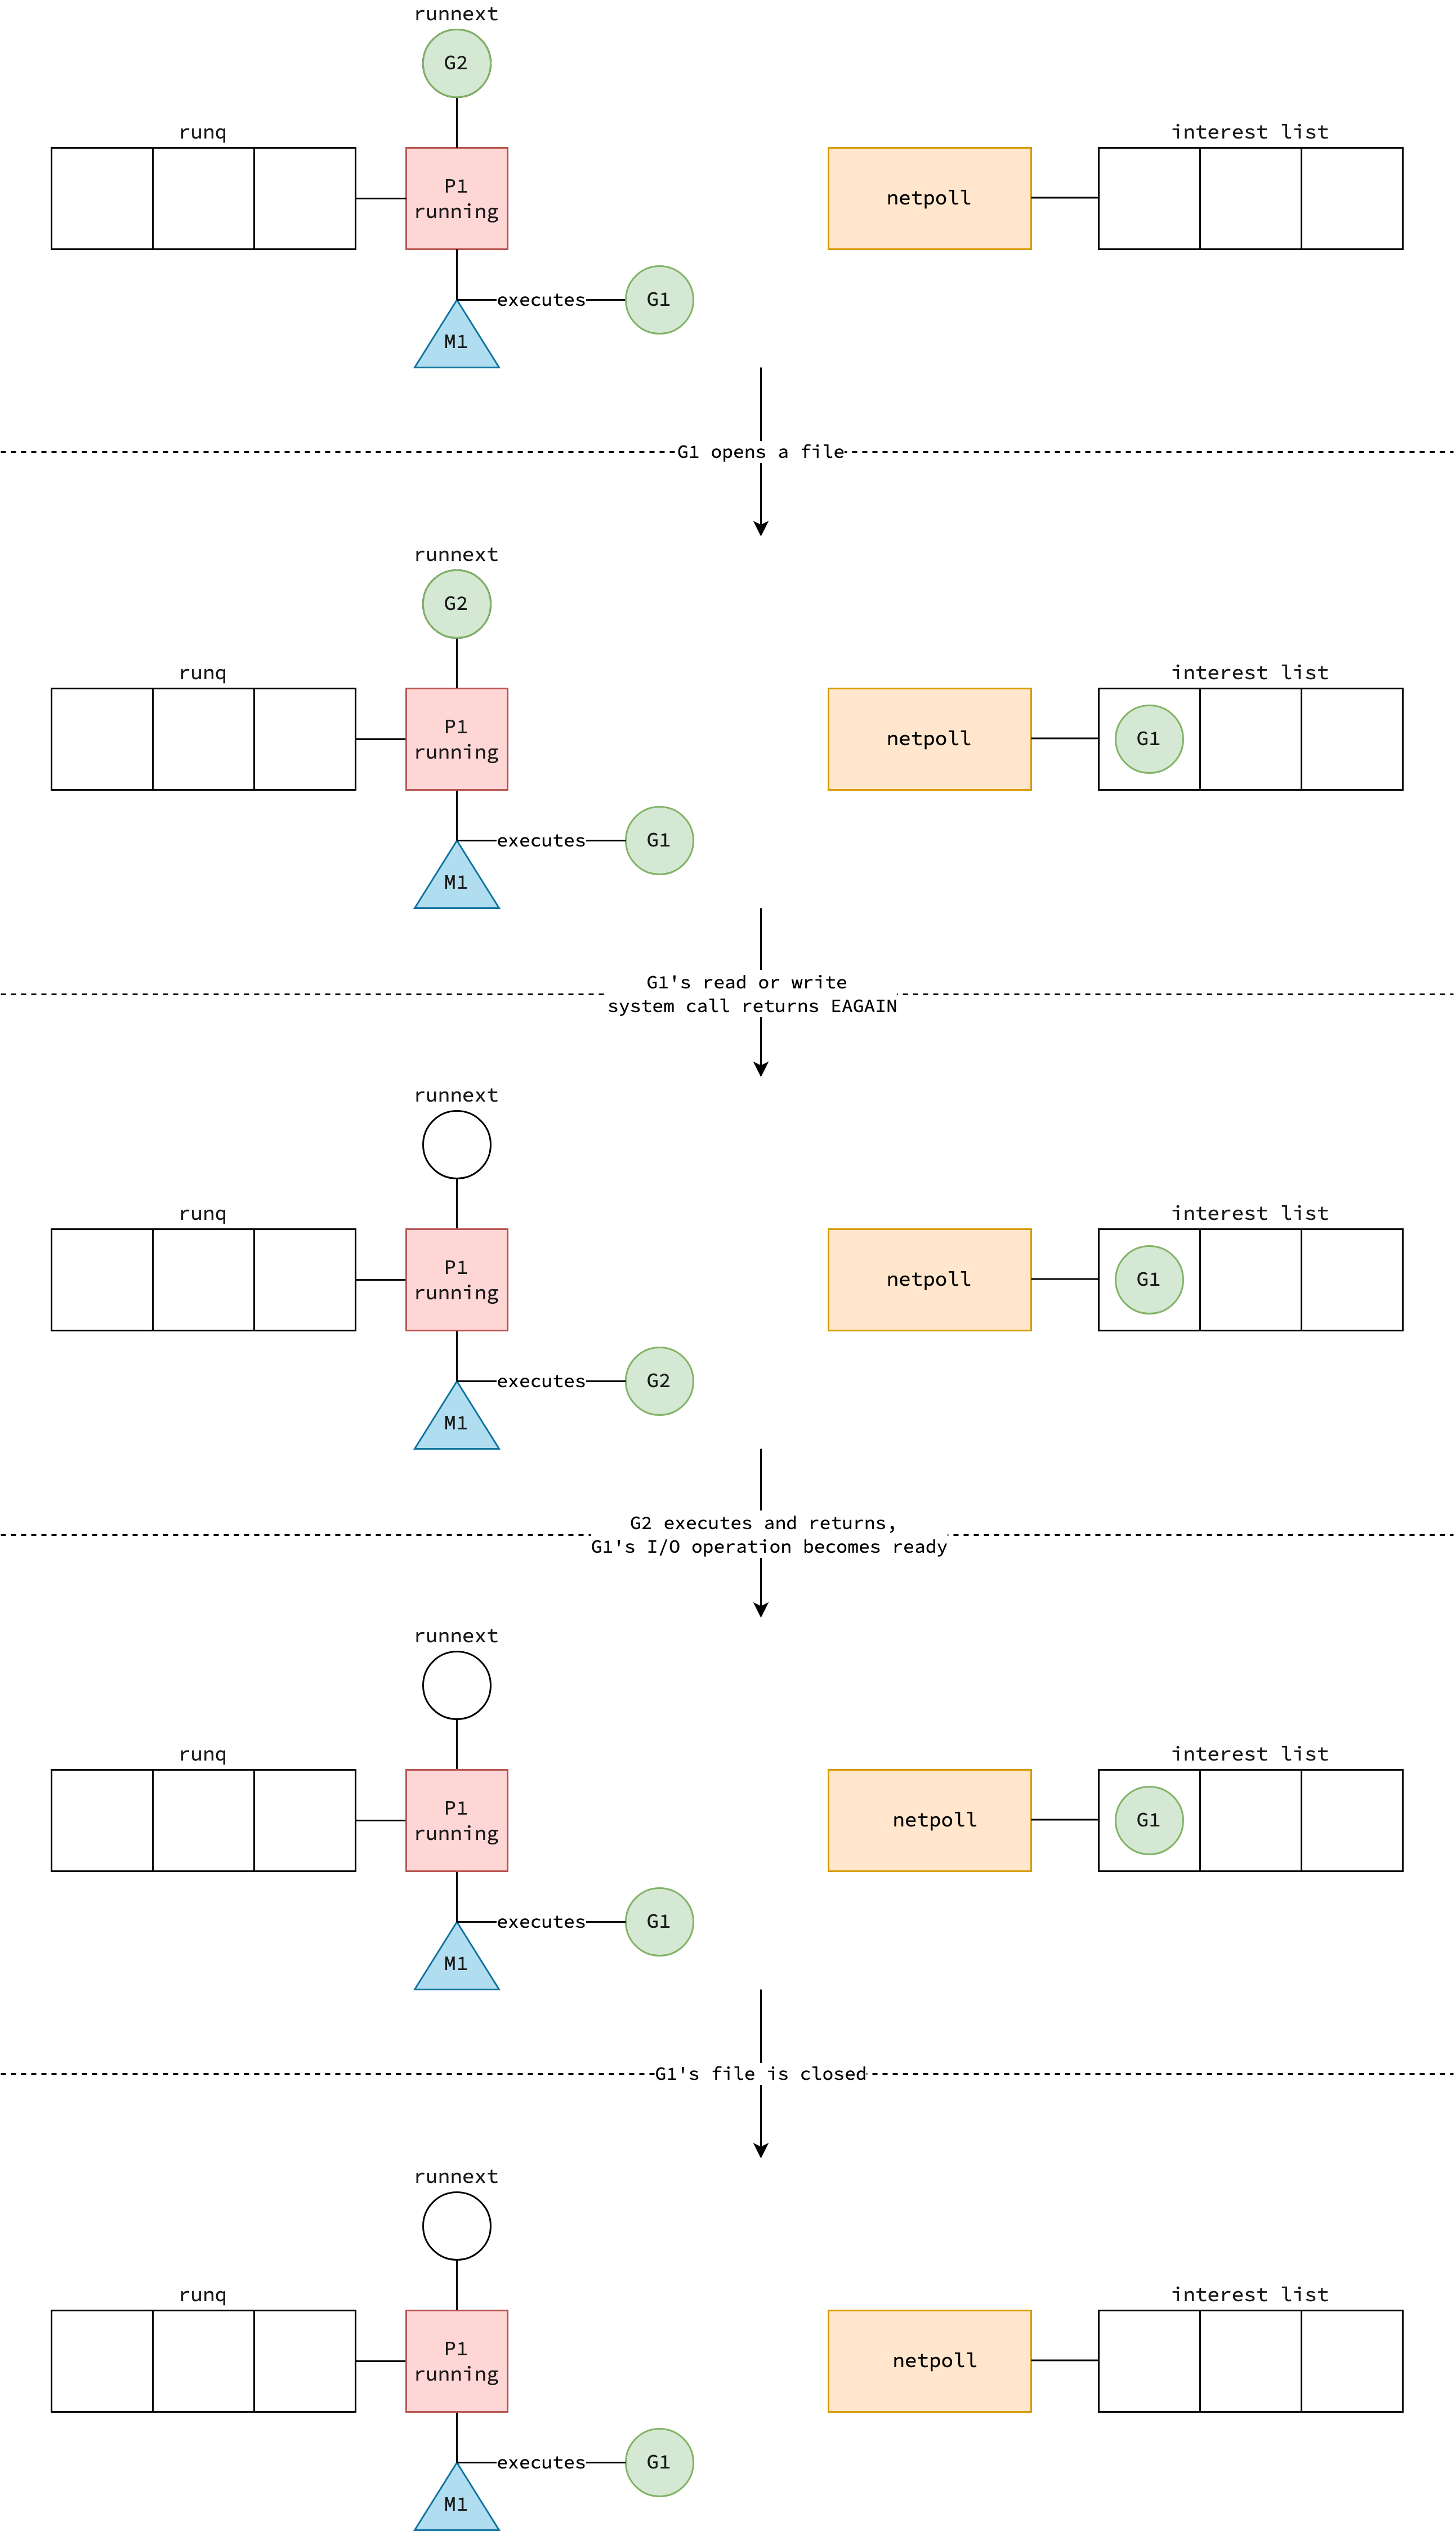 runnext
G2
runq
interest list
P1
running
netpoll
executes
G1
M1
G1 opens a file
runnext
G2
runq
interest list
P1
running
netpoll
G1
executes
G1
M1
G1's read or write
system call returns EAGAIN
runnext
runq
interest list
P1
running
netpoll
G1
executes
G2
M1
G2 executes and returns,
G1's I/O operation becomes ready
runnext
runq
interest list
P1
running
netpoll
G1
executes
G1
M1
G1's file is closed
runnext
runq
interest list
P1
running
netpoll
executes
G1
M1